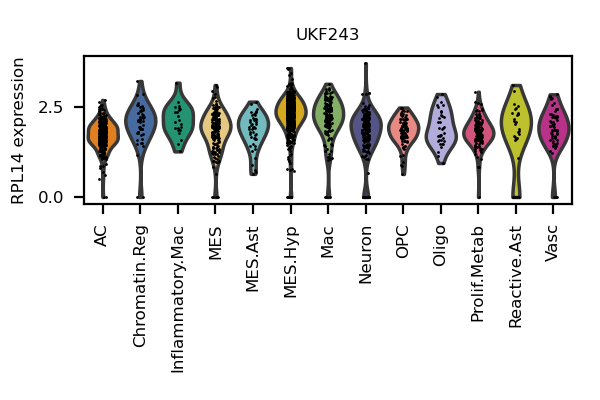 UKF243
RPL14 expression
2.5
0.0
AC
Chromatin.Reg
Inflammatory.Mac
MES
MES.Ast
MES.Hyp
Mac
Neuron
OPC
Oligo
Prolif.Metab
Reactive.Ast
Vasc